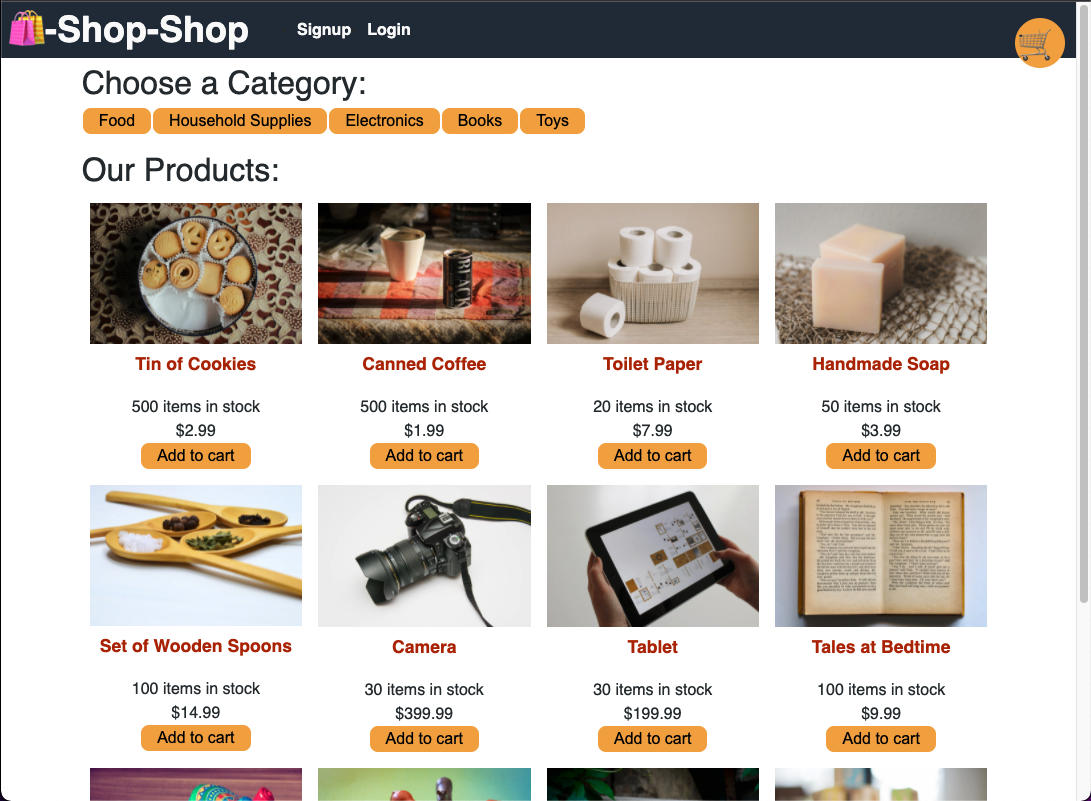 -Shop-Shop
Signup Login
Choose a Category:
Food Household Supplies Electronics Books Toys
Our Products:
BLACK
Tin of Cookies Canned Coffee Toilet Paper Handmade Soap
500 items in stock 500 items in stock 20 items in stock 50 items in stock
$2.99 $1.99 $7.99 $3.99
Add to cart Add to cart Add to cart Add to cart
Set of Wooden Spoons Camera Tablet Tales at Bedtime
100 items in stock 30 items in stock 30 items in stock 100 items in stock
$14.99 $399.99 $199.99 $9.99
Add to cart Add to cart Add to cart Add to cart